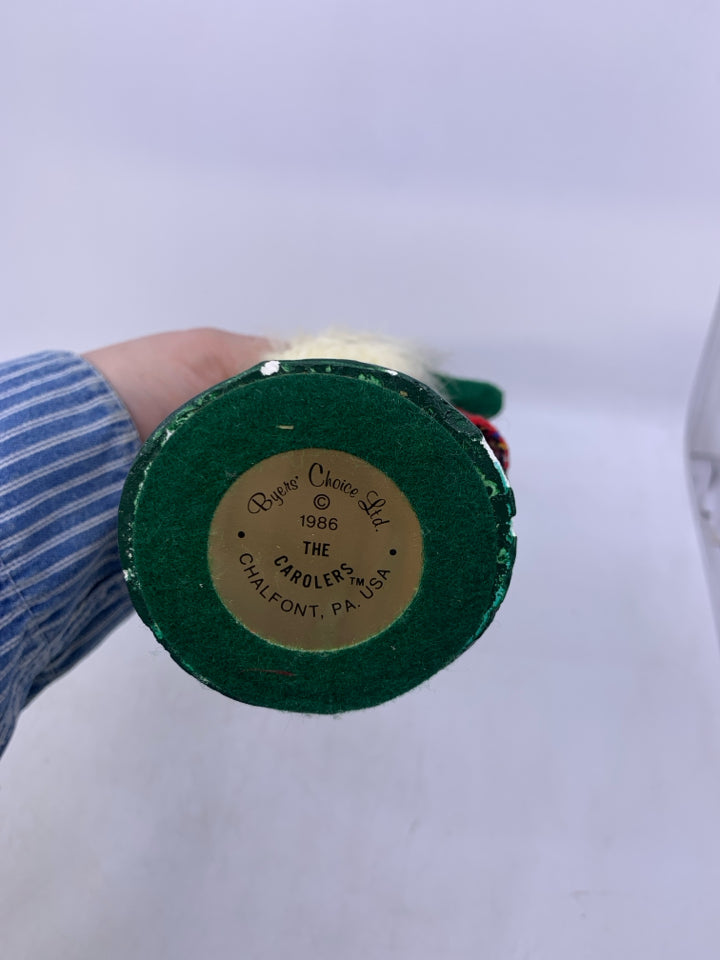 Byers' Choice Ltd.
©
1986
THE
CAROLERS™
CHALFONT, PA. USA